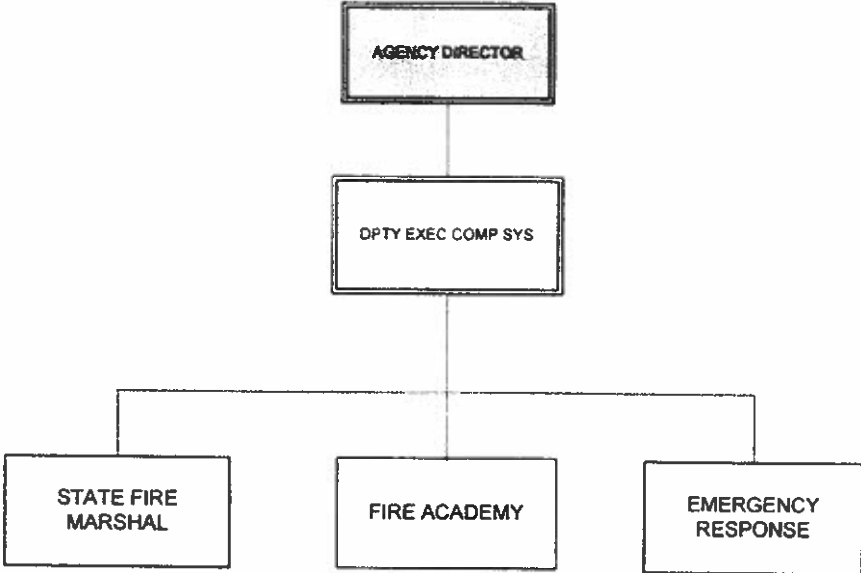 AGENCY DIRECTOR
DPTY EXEC COMP SYS
STATE FIRE
MARSHAL
FIRE ACADEMY
EMERGENCY
RESPONSE